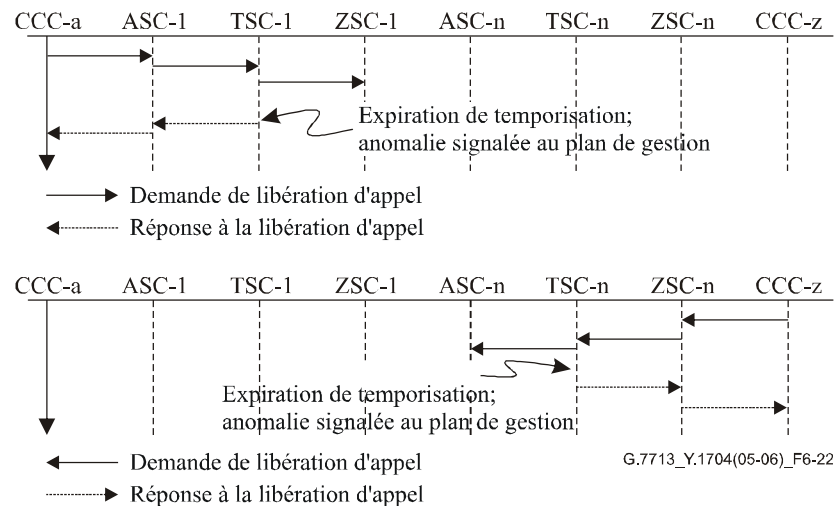 CCC-a ASC-1 TSC-1 ZSC-1 ASC-n TSC-n ZSC-n CCC-z
Expiration de temporisation;
anomalie signalée au plan de gestion
Demande de libération d'appel
Réponse à la libération d'appel
CCC-a ASC-1 TSC-1 ZSC-1 ASC-n TSC-n ZSC-n CCC-z
Expiration de temporisation;
anomalie signalée au plan de gestion
Demande de libération d'appel
G.7713_Y.1704(05-06)_F6-22
Réponse à la libération d'appel